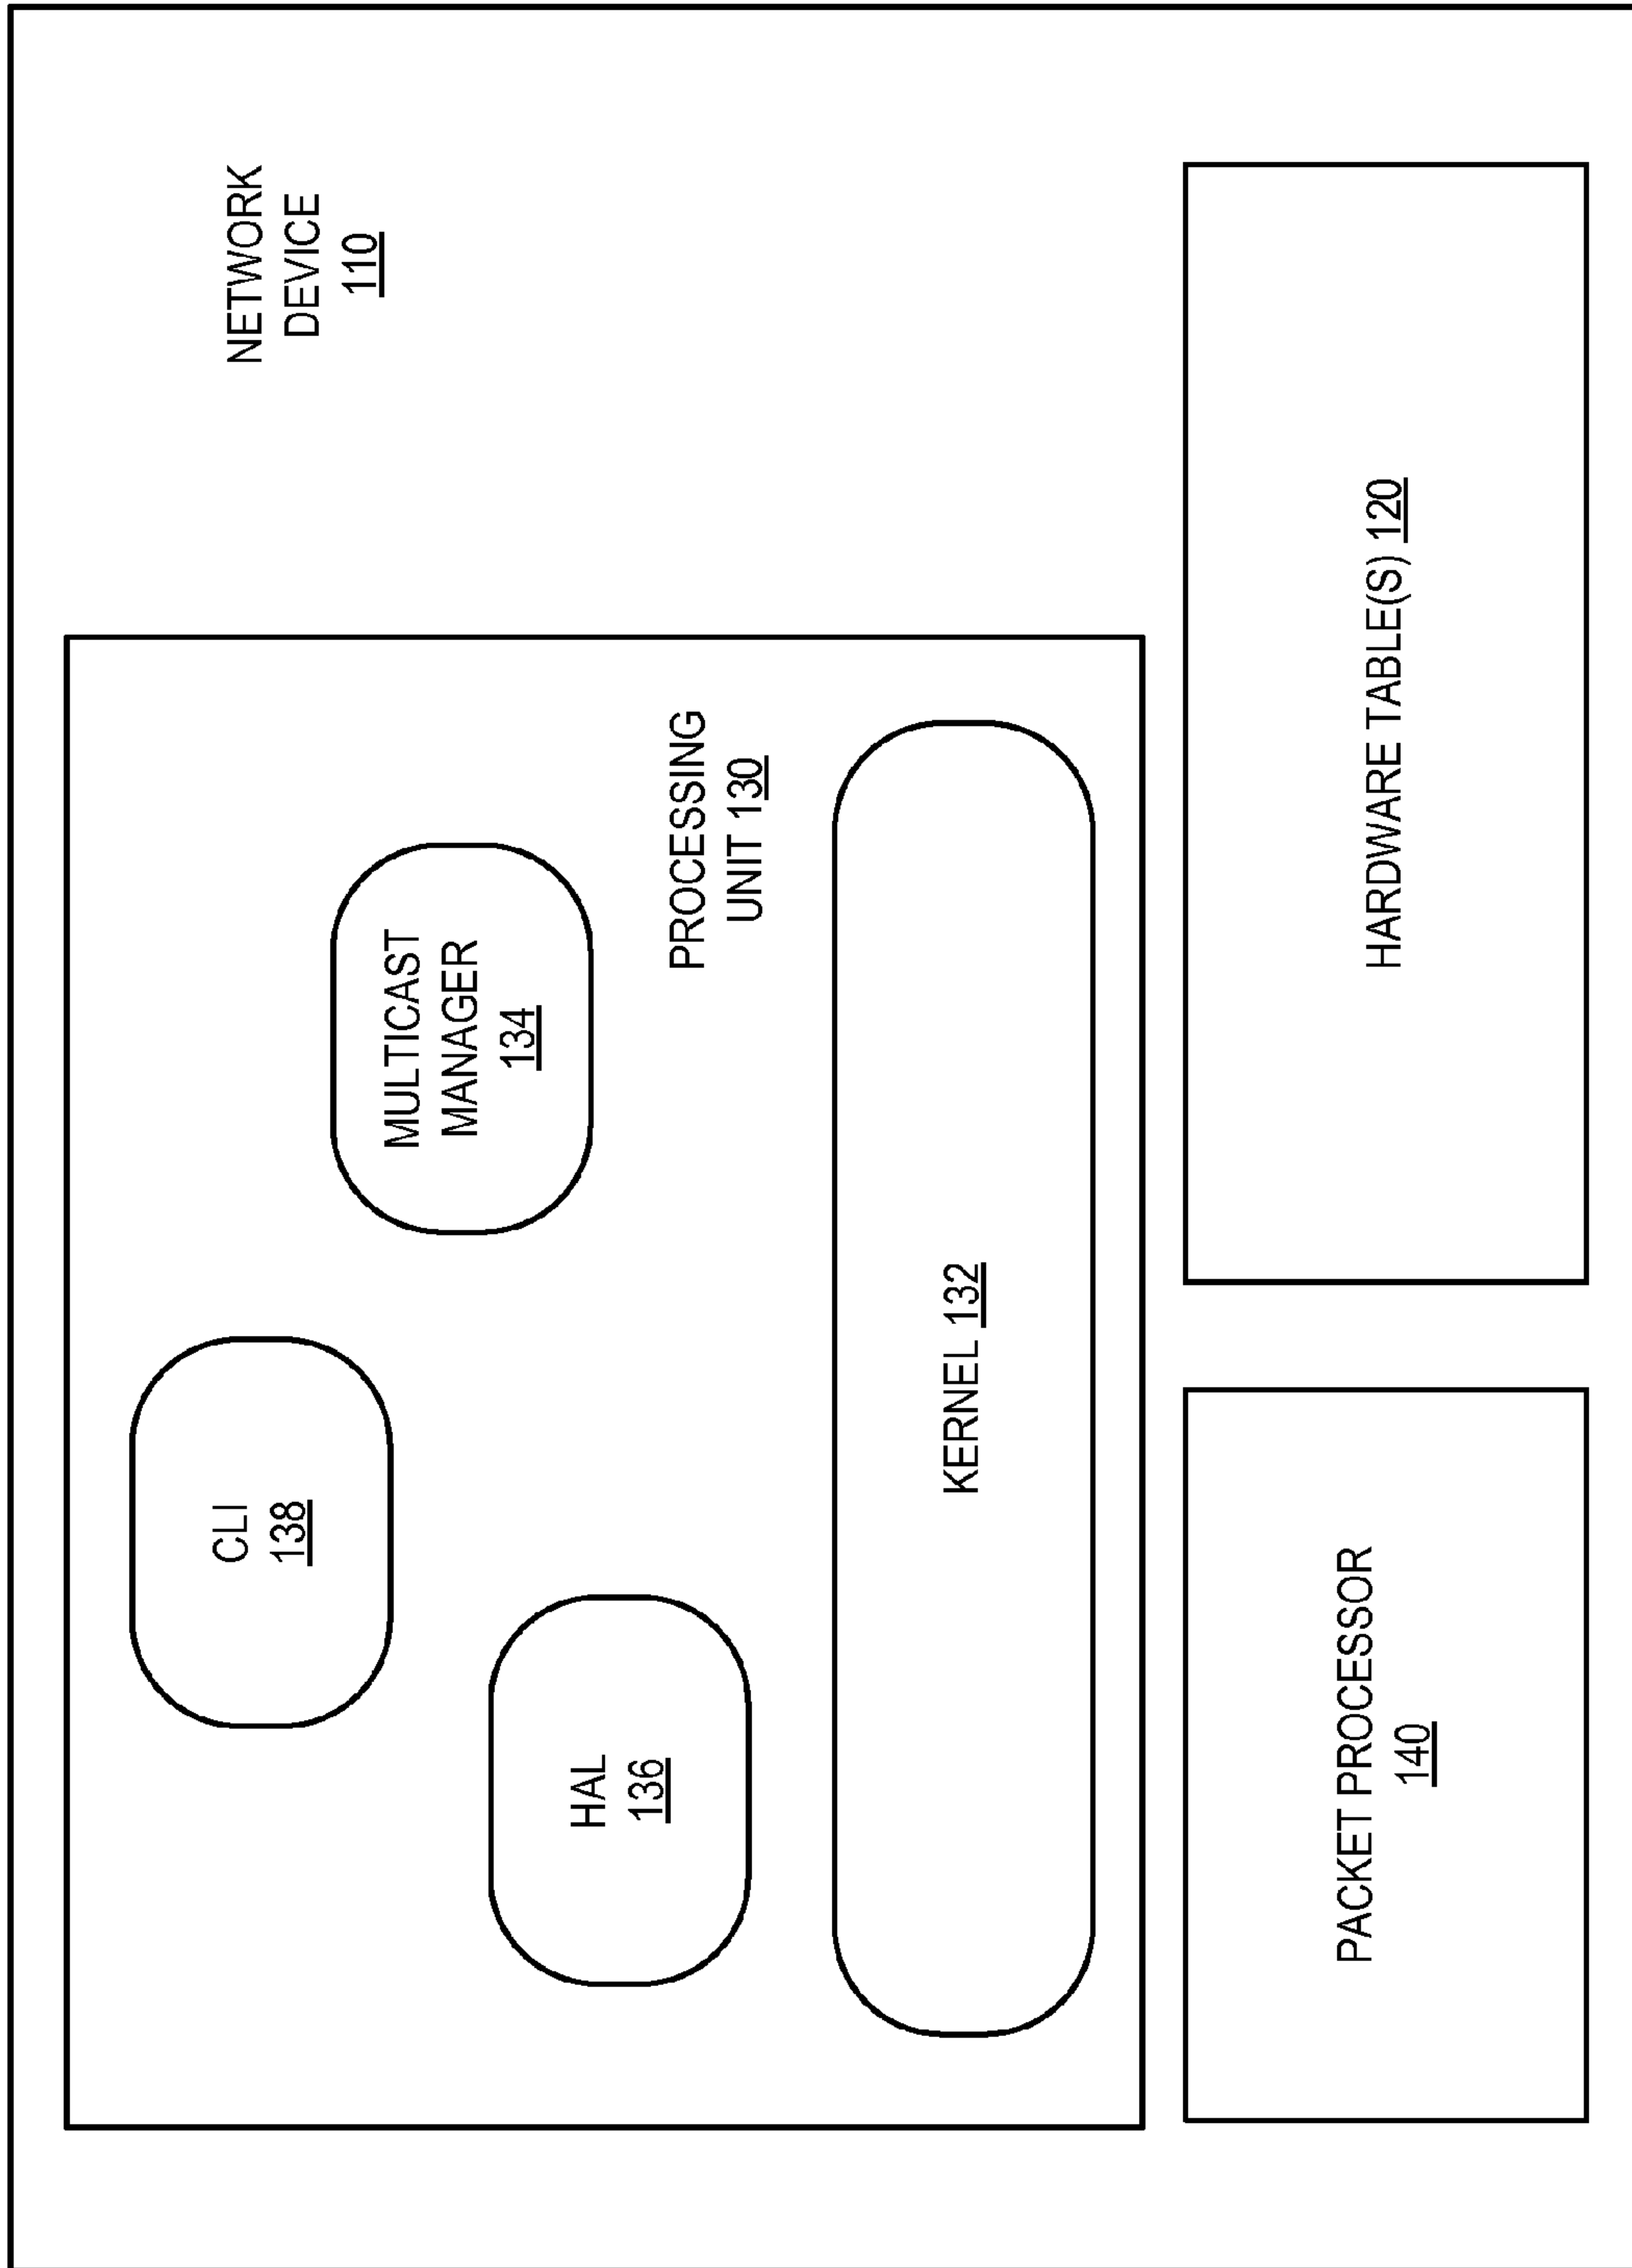 NETWORK
DEVICE
110
CLI
138
MULTICAST
MANAGER
134
HAL
136
PROCESSING
UNIT 130
KERNEL 132
PACKET PROCESSOR
140
HARDWARE TABLE(S) 120